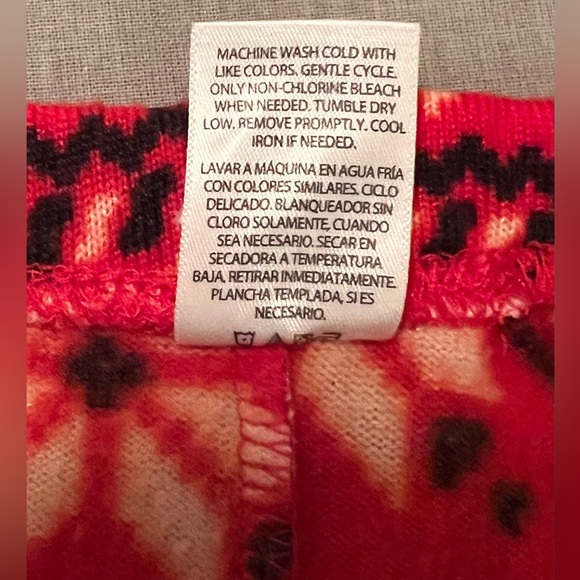 MACHINE WASH COLD WITH
LIKE COLORS. GENTLE CYCLE.
ONLY NON-CHLORINE BLEACH
WHEN NEEDED. TUMBLE DRY
LOW. REMOVE PROMPTLY. COOL
IRON IF NEEDED.
LAVAR A MÁQUINA EN AGUA FRÍA
CON COLORES SIMILARES. CICLO
DELICADO. BLANQUEADOR SIN
CLORO SOLAMENTE, CUANDO
SEA NECESARIO. SECAR EN
SECADORA A TEMPERATURA
BAJA. RETIRAR INMEDIATAMENTE.
PLANCHA TEMPLADA, SI ES
NECESARIO.